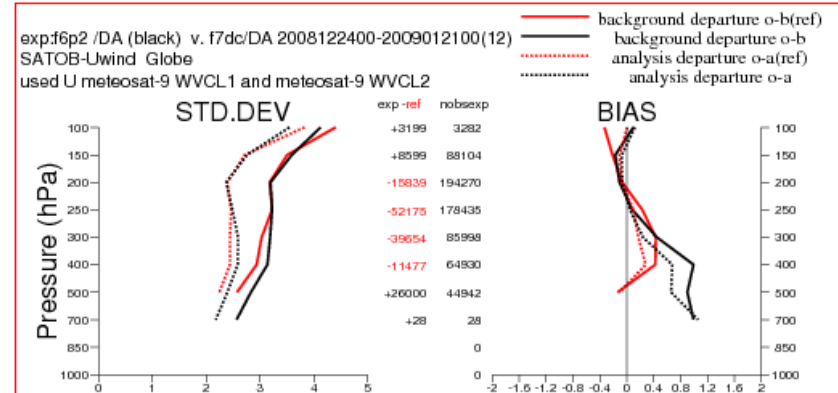 exp:f6p2 /DA (black) v. f7dc/DA 2008122400-2009012100(12)
SATOB-Uwind Globe
used U meteosat-9 WVCL1 and meteosat-9 WVCL2
background departure o-b(ref)
background departure o-b
analysis departure o-a(ref)
analysis departure o-a
STD.DEV
exp -ref nobsexp
BIAS
Pressure (hPa)
100 +3199 3282 100
150 +8599 88104 150
200 -15839 194270 200
250 -52175 178435 250
300 -39654 85998 300
400 -11477 64930 400
500 +26000 44942 500
700 +28 28 700
850 0 850
1000 0 1000
0 1 2 3 4 5
-2 -1.6 -1.2 -0.8 -0.4 0 0.4 0.8 1.2 1.6 2